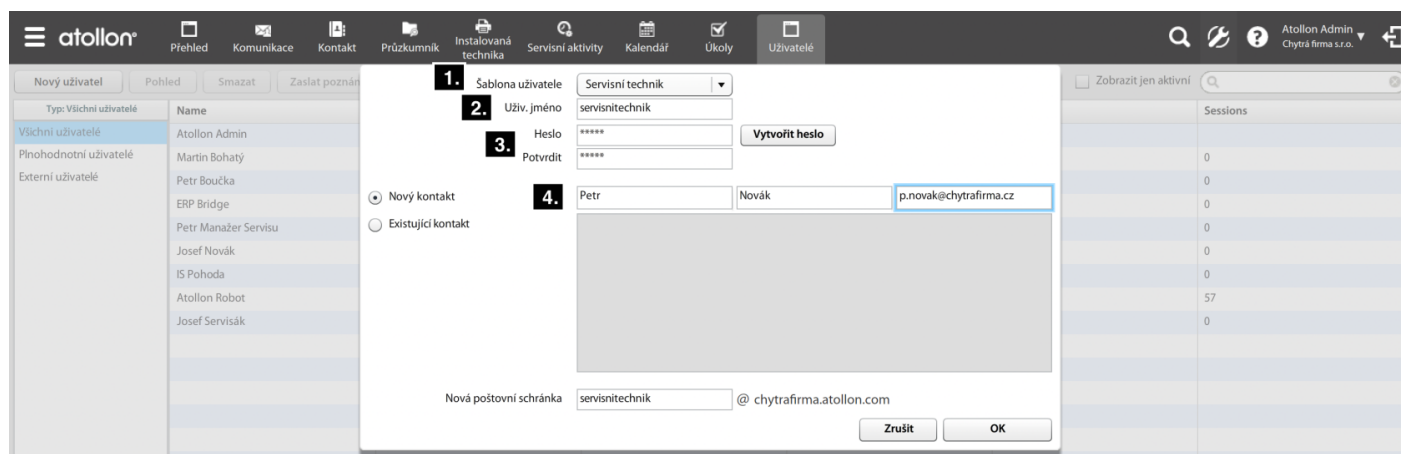 atollon
Přehled
Komunikace
Kontakt
Průzkumník
Instalovaná
technika
Servisní aktivity
Kalendář
Úkoly
Uživatelé
Atollon Admin
Chytrá firma s.r.o.
Nový uživatel
Pohled
Smazat
Zaslat poznán
Zobrazit jen aktivní
Typ: Všichni uživatelé
Všichni uživatelé
Plnohodnotní uživatelé
Externí uživatelé
Name
Sessions
Atollon Admin
Martin Bohatý
0
Petr Boučka
0
ERP Bridge
0
Petr Manažer Servisu
0
Josef Novák
0
IS Pohoda
0
Atollon Robot
57
Josef Servisák
0
1. Šablona uživatele Servisní technik
2. Uživ. jméno servisnitechnik
3. Heslo ***** Vytvořit heslo
Potvrdit *****
Nový kontakt 4. Petr Novák p.novak@chytrafirma.cz
Existující kontakt
Nová poštovní schránka servisnitechnik @ chytrafirma.atollon.com
Zrušit OK